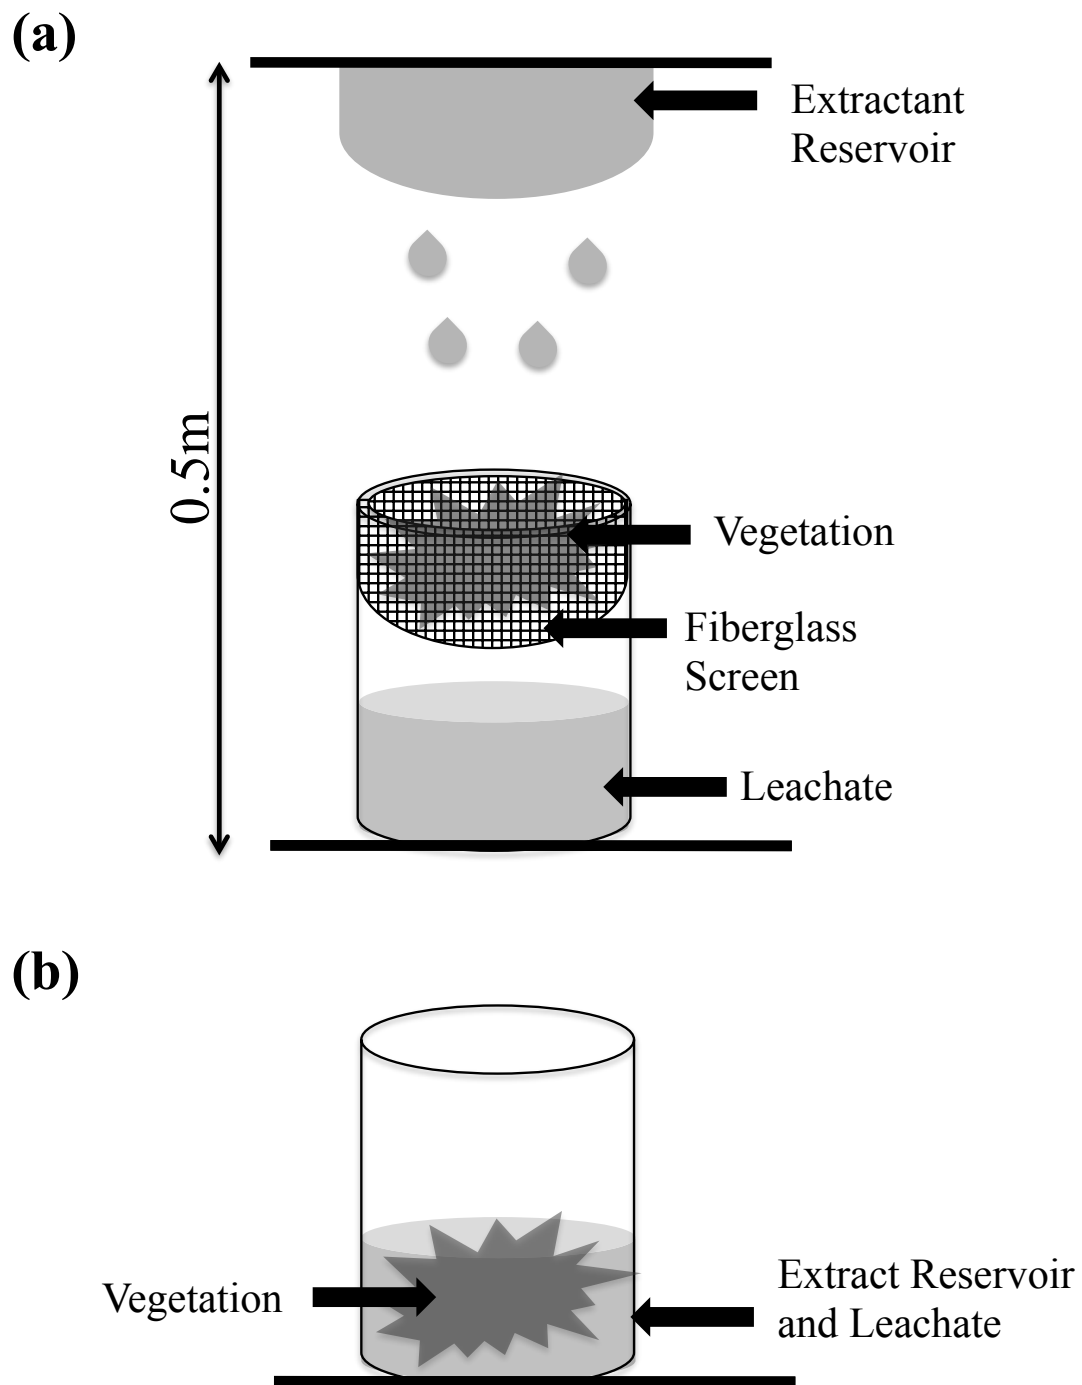 (a)
Extractant
Reservoir
0.5m
Vegetation
Fiberglass
Screen
Leachate
(b)
Vegetation
Extract Reservoir
and Leachate